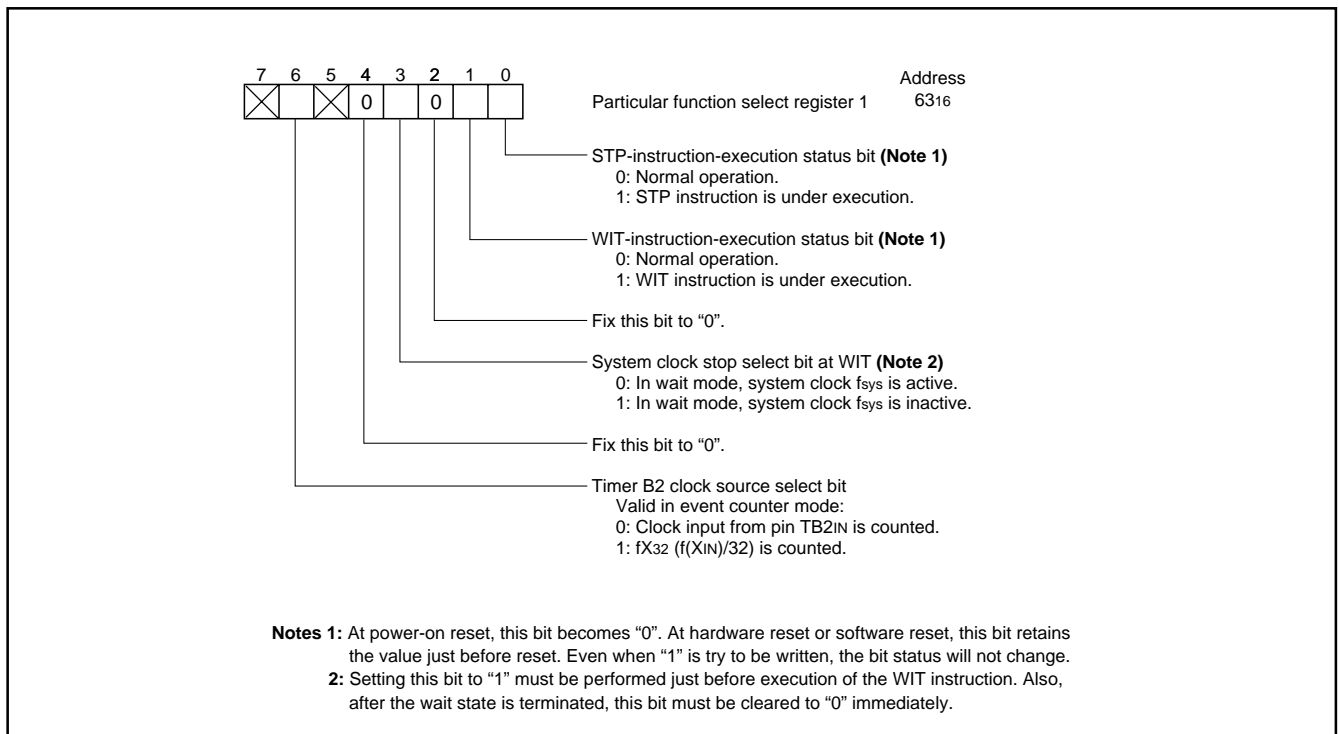 7 6 5 4 3 2 1 0
Address
0 0
Particular function select register 1 6316
STP-instruction-execution status bit (Note 1)
0: Normal operation.
1: STP instruction is under execution.
WIT-instruction-execution status bit (Note 1)
0: Normal operation.
1: WIT instruction is under execution.
Fix this bit to “0”.
System clock stop select bit at WIT (Note 2)
0: In wait mode, system clock fsys is active.
1: In wait mode, system clock fsys is inactive.
Fix this bit to “0”.
Timer B2 clock source select bit
Valid in event counter mode:
0: Clock input from pin TB2IN is counted.
1: fX32 (f(XIN)/32) is counted.
Notes 1: At power-on reset, this bit becomes “0”. At hardware reset or software reset, this bit retains
the value just before reset. Even when “1” is try to be written, the bit status will not change.
2: Setting this bit to “1” must be performed just before execution of the WIT instruction. Also,
after the wait state is terminated, this bit must be cleared to “0” immediately.